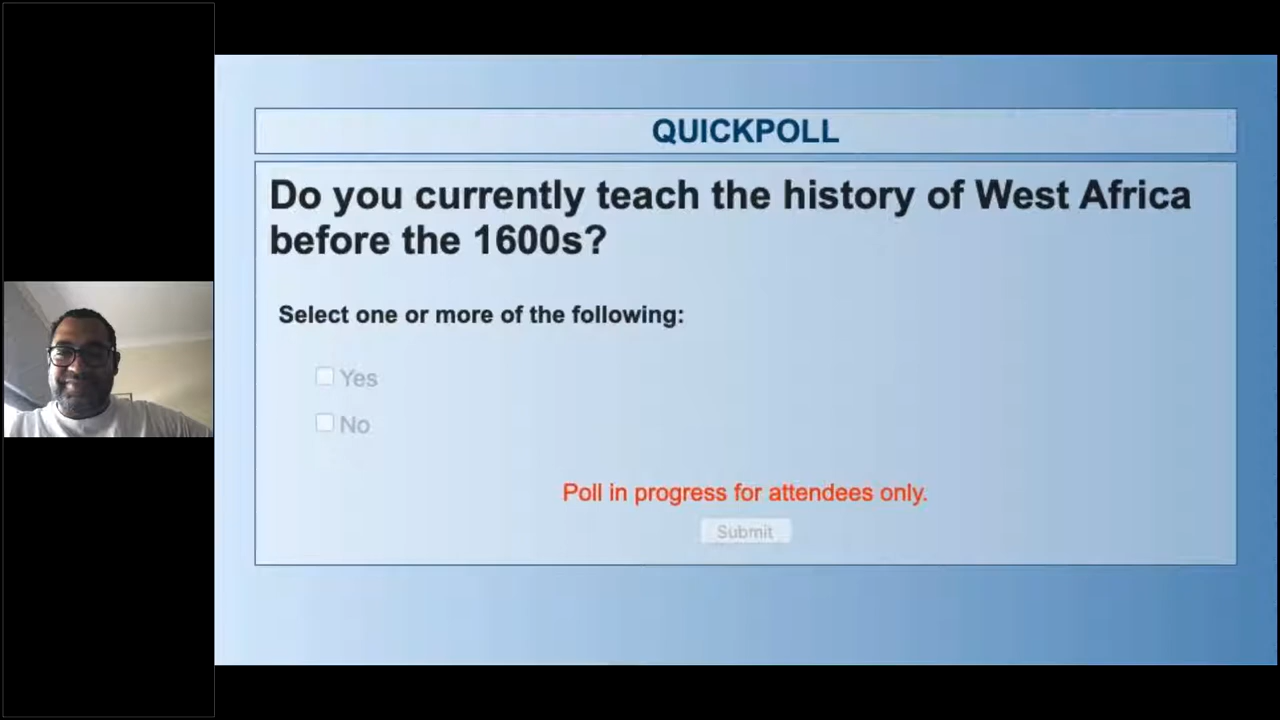 QUICKPOLL
Do you currently teach the history of West Africa
before the 1600s?
Select one or more of the following:
Yes
No
Poll in progress for attendees only.
Submit